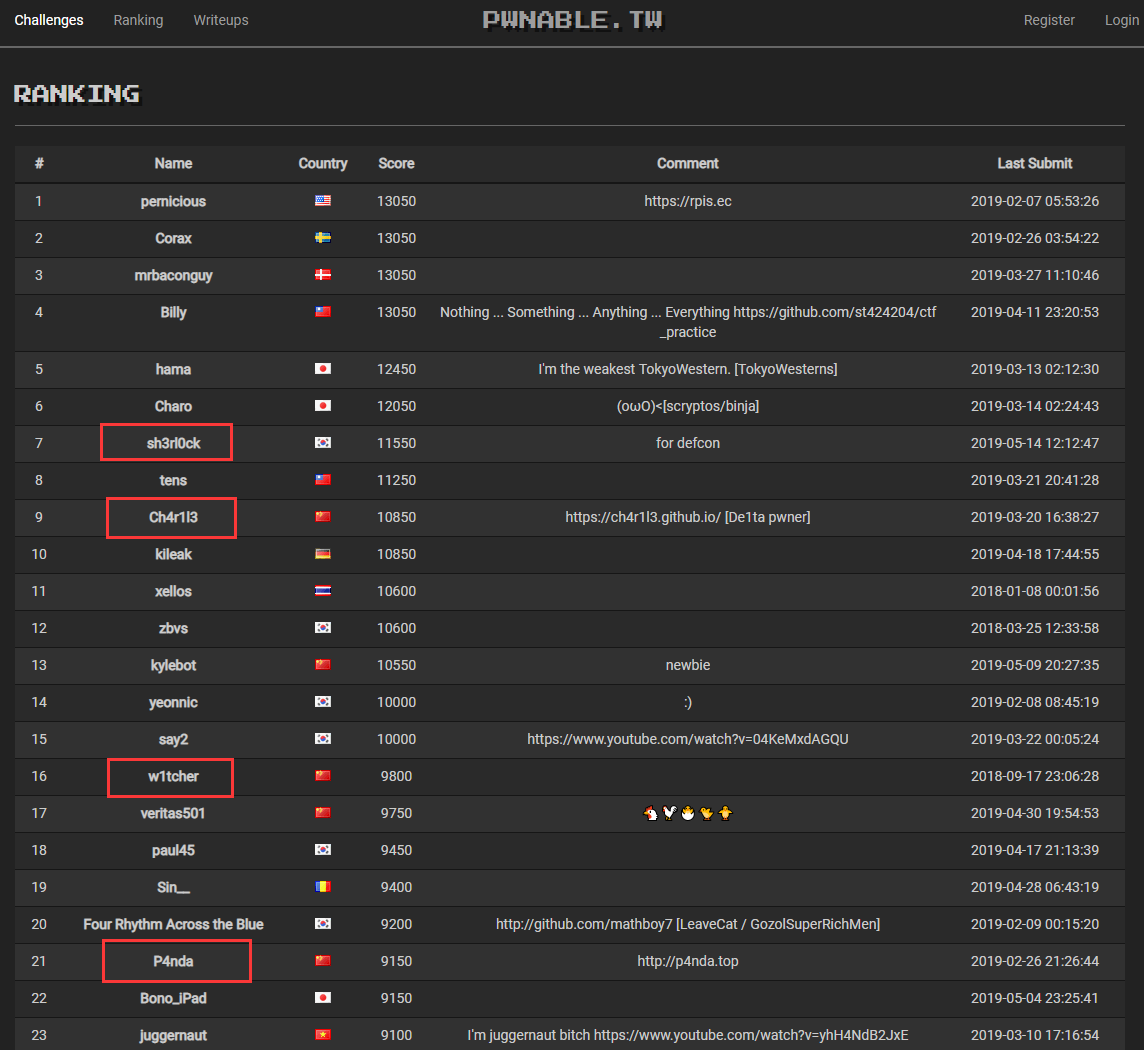 Challenges Ranking Writeups PWNABLE.TW Register Login
RANKING
# Name Country Score Comment Last Submit
1 pernicious 13050 https://rpis.ec 2019-02-07 05:53:26
2 Corax 13050 2019-02-26 03:54:22
3 mrbaconguy 13050 2019-03-27 11:10:46
4 Billy 13050 Nothing ... Something ... Anything ... Everything https://github.com/st424204/ctf 2019-04-11 23:20:53
_practice
5 hama 12450 I'm the weakest TokyoWestern. [TokyoWesterns] 2019-03-13 02:12:30
6 Charo 12050 (oωO)<[scryptos/binja] 2019-03-14 02:24:43
7 sh3rl0ck 11550 for defcon 2019-05-14 12:12:47
8 tens 11250 2019-03-21 20:41:28
9 Ch4r1l3 10850 https://ch4r1l3.github.io/ [De1ta pwner] 2019-03-20 16:38:27
10 kileak 10850 2019-04-18 17:44:55
11 xellos 10600 2018-01-08 00:01:56
12 zbvs 10600 2018-03-25 12:33:58
13 kylebot 10550 newbie 2019-05-09 20:27:35
14 yeonnic 10000 :) 2019-02-08 08:45:19
15 say2 10000 https://www.youtube.com/watch?v=04KeMxdAGQU 2019-03-22 00:05:24
16 w1tcher 9800 2018-09-17 23:06:28
17 veritas501 9750 🐔🐓🐣🐤🐥 2019-04-30 19:54:53
18 paul45 9450 2019-04-17 21:13:39
19 Sin__ 9400 2019-04-28 06:43:19
20 Four Rhythm Across the Blue 9200 http://github.com/mathboy7 [LeaveCat / GozolSuperRichMen] 2019-02-09 00:15:20
21 P4nda 9150 http://p4nda.top 2019-02-26 21:26:44
22 Bono_iPad 9150 2019-05-04 23:25:41
23 juggernaut 9100 I'm juggernaut bitch https://www.youtube.com/watch?v=yhH4NdB2JxE 2019-03-10 17:16:54